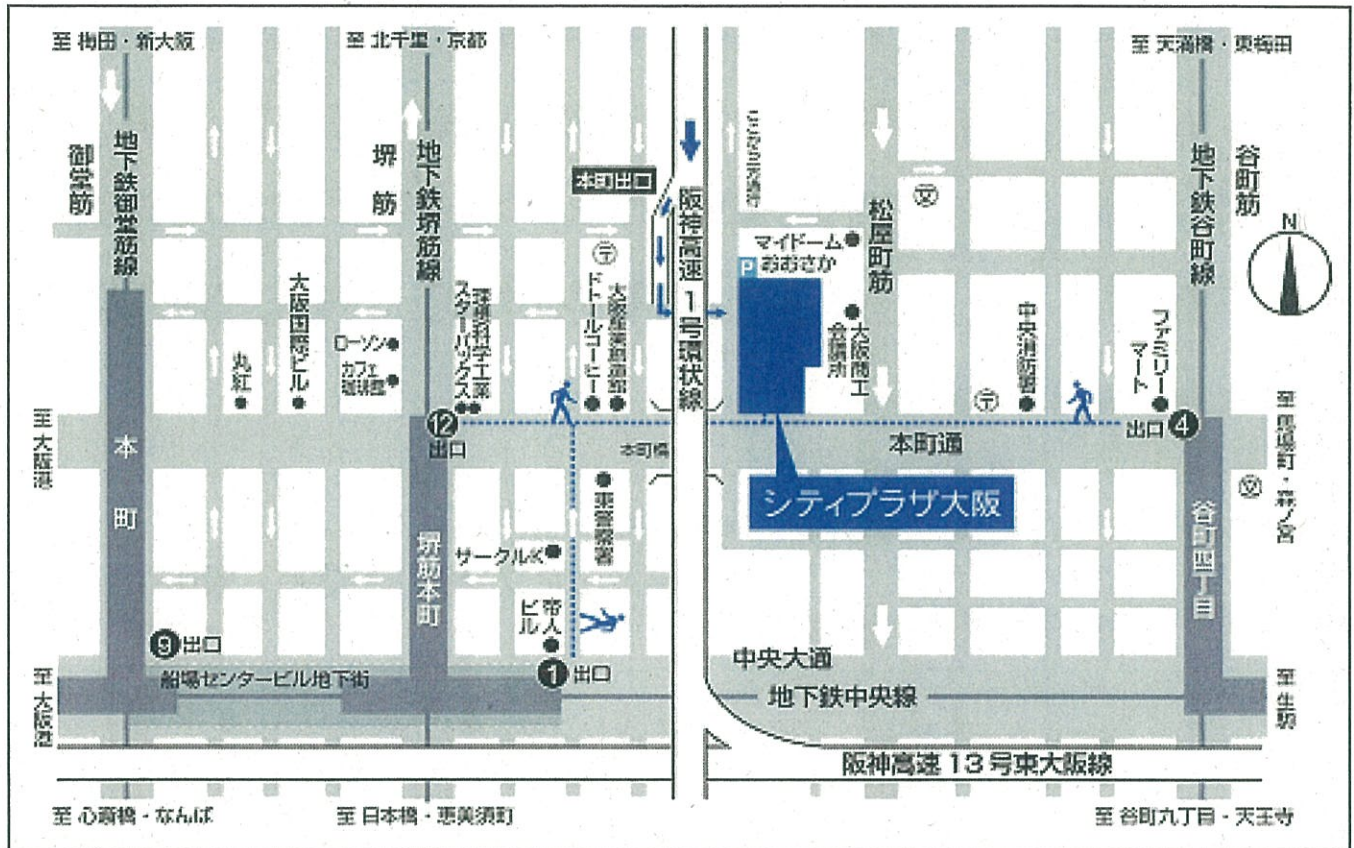 至 梅田・新大阪
至 北千里・京都
至 天満橋・東梅田
御堂筋
地下鉄御堂筋線
堺筋
地下鉄堺筋線
本町出口
阪神高速 1 号環状線
松屋町筋
地下鉄谷町線
谷町筋
N
文
マイドーム
おおさか
P
〒
丸紅
大阪国際ビル
ローソン
カフェ
珈琲館
スターバックス
環境科学工業
ドトールコーヒー
大阪産業創造館
大阪商工
会議所
〒
中央消防署
ファミリー
マート
至 大阪港
本町
12
出口
本町橋
本町通
出口 4
至 馬場町・森ノ宮
文
シティプラザ大阪
東警察署
サークルK
堺筋本町
谷町四丁目
帝人
ビル
9 出口
1 出口
船場センタービル地下街
中央大通
地下鉄中央線
至 大阪港
至 生駒
阪神高速 13 号東大阪線
至 心斎橋・なんば
至 日本橋・恵美須町
至 谷町九丁目・天王寺